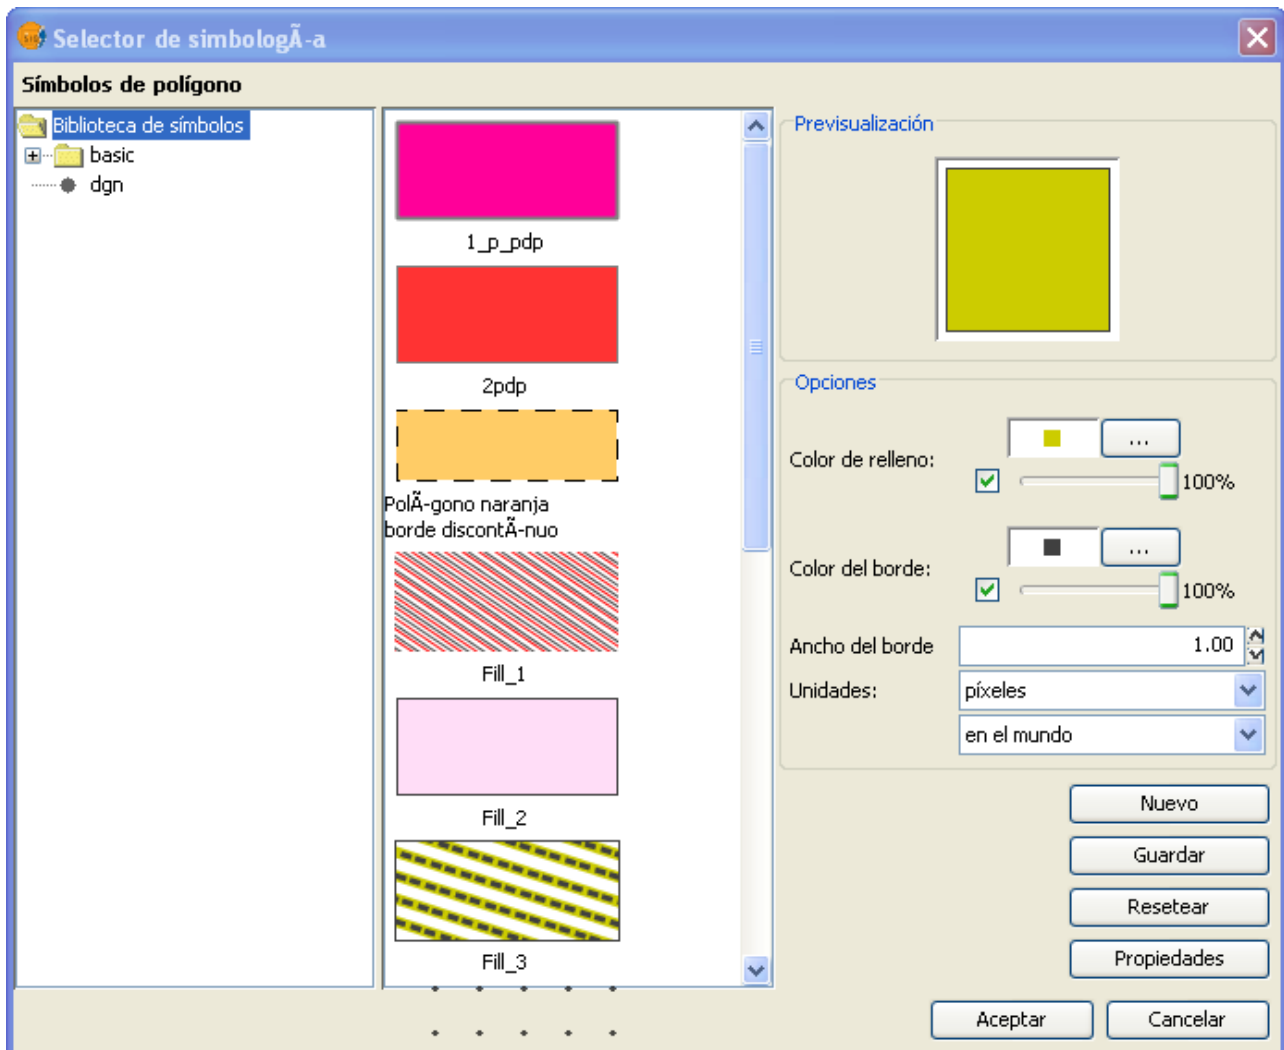 Selector de simbologÃ-a
Símbolos de polígono
Biblioteca de símbolos
basic
dgn
1_p_pdp
2pdp
PolÃ-gono naranja
borde discontÃ-nuo
Fill_1
Fill_2
Fill_3
Previsualización
Opciones
Color de relleno:
...
100%
Color del borde:
...
100%
Ancho del borde
1.00
Unidades:
píxeles
en el mundo
Nuevo
Guardar
Resetear
Propiedades
Aceptar
Cancelar